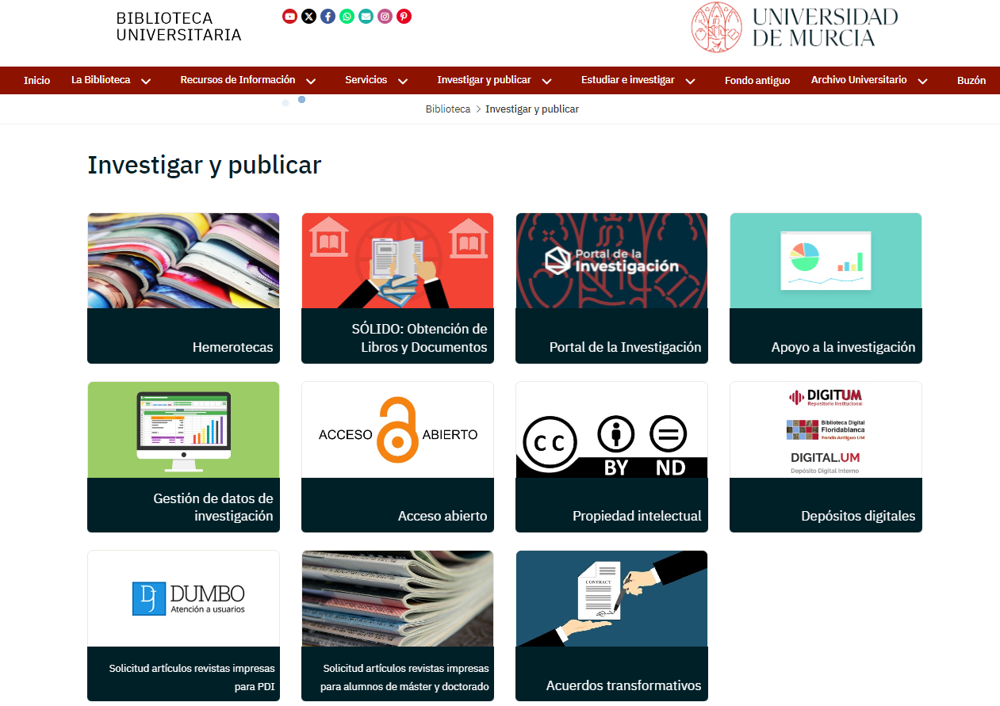 BIBLIOTECA
UNIVERSITARIA
UNIVERSIDAD
DE MURCIA
Inicio La Biblioteca Recursos de Información Servicios Investigar y publicar Estudiar e investigar Fondo antiguo Archivo Universitario Buzón
Biblioteca > Investigar y publicar
Investigar y publicar
Hemerotecas
SÓLIDO: Obtención de
Libros y Documentos
Portal de la
Investigación
Portal de la Investigación
Apoyo a la investigación
Gestión de datos de
investigación
ACCESO ABIERTO
Acceso abierto
CC
BY ND
Propiedad intelectual
DIGITUM
Repositorio Institucional
Biblioteca Digital
Floridablanca
Fondo Antiguo UM
DIGITAL.UM
Depósito Digital Interno
Depósitos digitales
DJ DUMBO
Atención a usuarios
Solicitud artículos revistas impresas
para PDI
Solicitud artículos revistas impresas
para alumnos de máster y doctorado
CONTRACT
Acuerdos transformativos